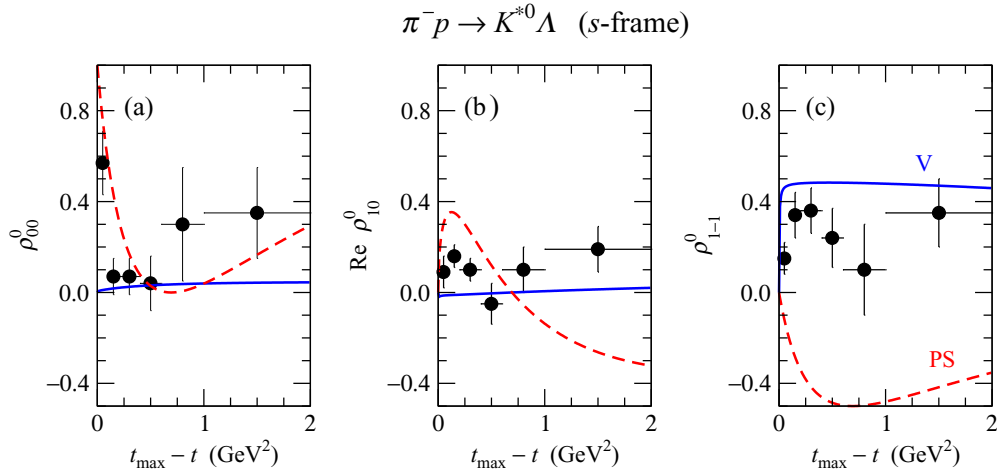 π⁻p → K*⁰Λ (s-frame)
(a) (b) (c)
V
PS
0.8
0.4
0.0
−0.4
ρ⁰₀₀
0 1 2
t_max − t (GeV²)
Re ρ⁰₁₀
0.8
0.4
0.0
−0.4
0 1 2
t_max − t (GeV²)
ρ⁰₁₋₁
0.8
0.4
0.0
−0.4
0 1 2
t_max − t (GeV²)